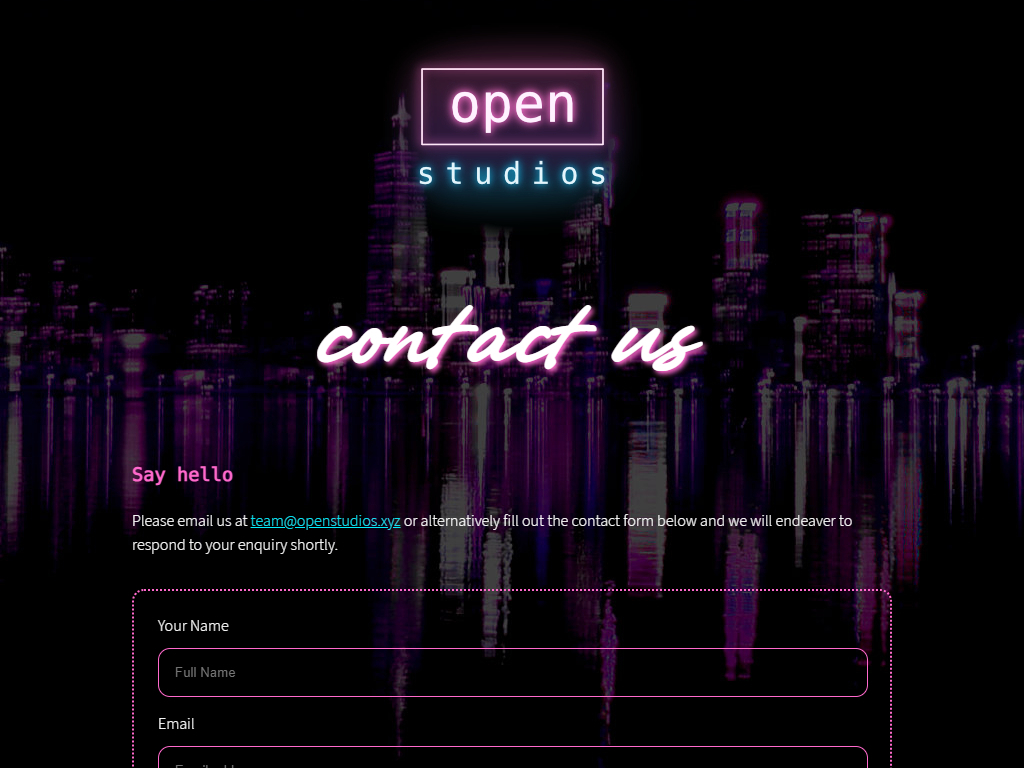 open
studios
contact us
Say hello
Please email us at team@openstudios.xyz or alternatively fill out the contact form below and we will endeaver to
respond to your enquiry shortly.
Your Name
Full Name
Email